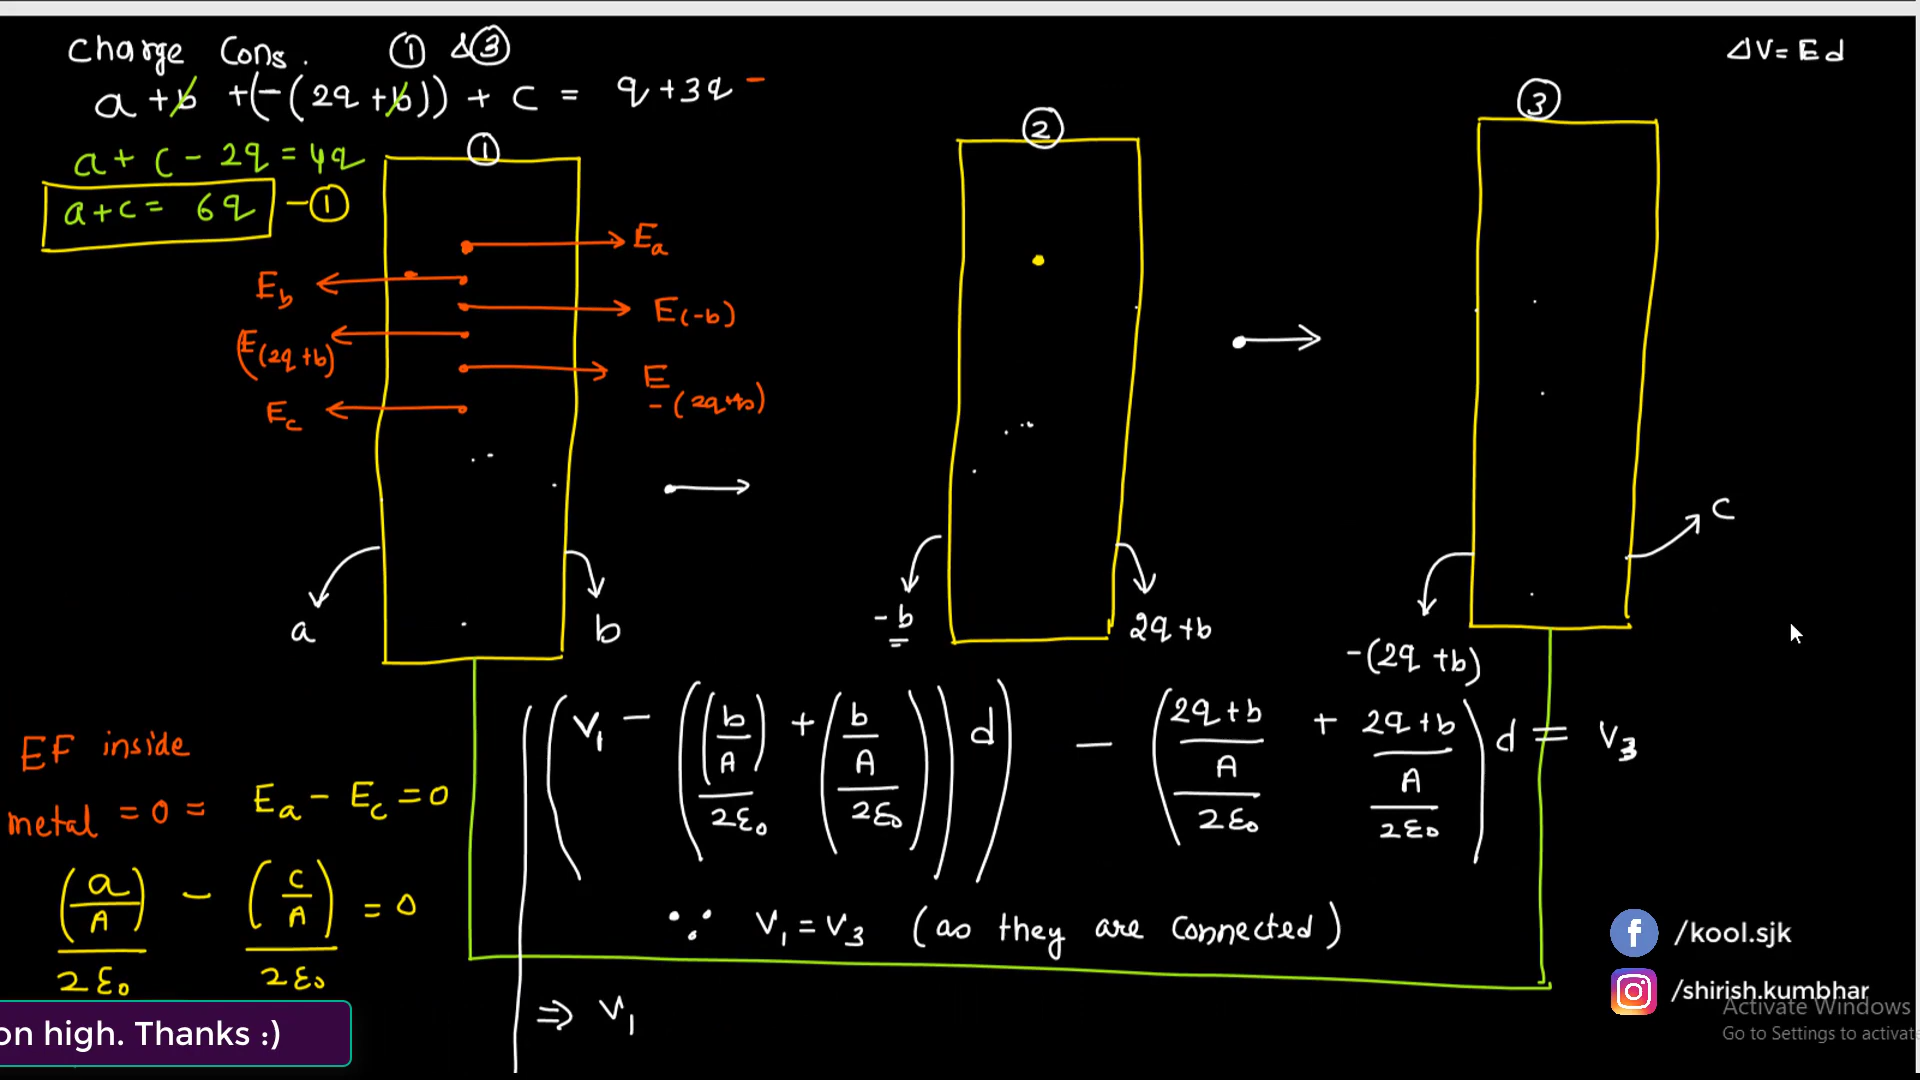 Charge Cons. ① & ③
a + b + (-(2q + b)) + c = q + 3q -
a + c - 2q = 4q
a + c = 6q - ①
ΔV = Ed
①
②
③
Ea
Eb
E(-b)
E(2q + b)
E-(2q+b)
Ec
a
b
-b
2q + b
-(2q + b)
c
EF inside
metal = 0 = Ea - Ec = 0
((a/A)/2ε₀) - ((c/A)/2ε₀) = 0
((V₁ - (((b/A)/2ε₀) + ((b/A)/2ε₀)) d) - (((2q+b)/A)/2ε₀ + ((2q+b)/A)/2ε₀) d = V₃
∵ V₁ = V₃ (as they are connected)
⇒ V₁
/kool.sjk
/shirish.kumbhar
Activate Windows
Go to Settings to activat
on high. Thanks :)